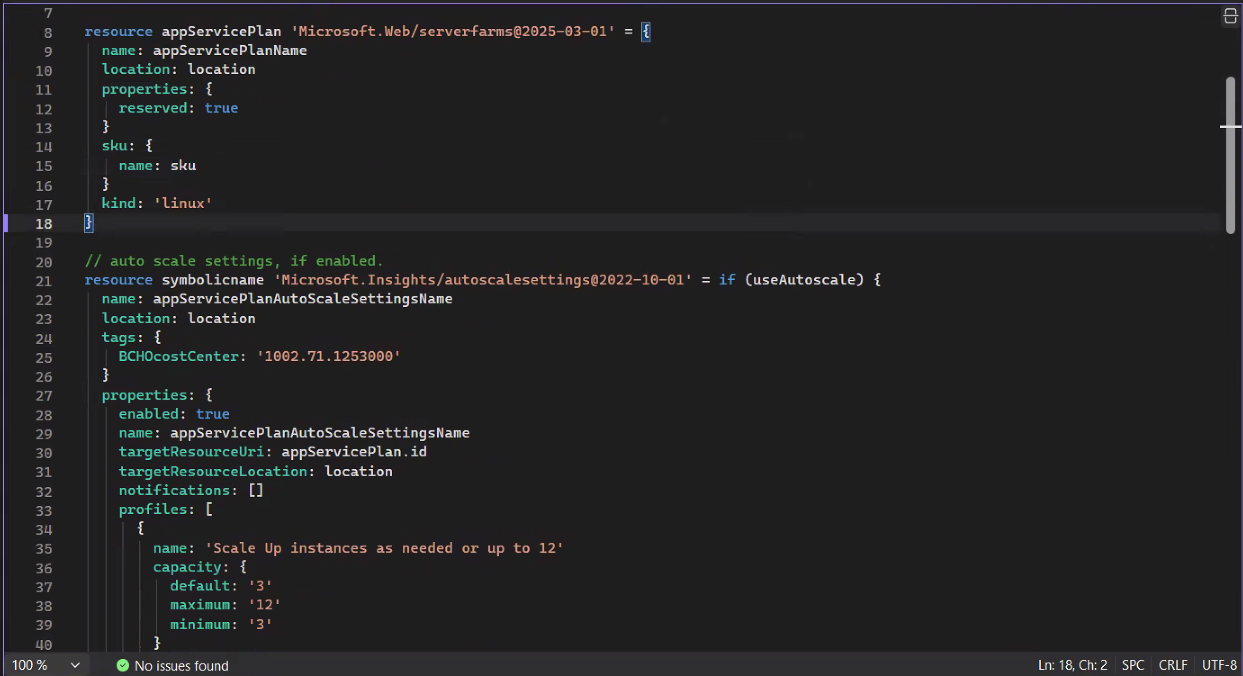 7
8 resource appServicePlan 'Microsoft.Web/serverfarms@2025-03-01' = {
9 name: appServicePlanName
10 location: location
11 properties: {
12 reserved: true
13 }
14 sku: {
15 name: sku
16 }
17 kind: 'linux'
18 }
19
20 // auto scale settings, if enabled.
21 resource symbolicname 'Microsoft.Insights/autoscalesettings@2022-10-01' = if (useAutoscale) {
22 name: appServicePlanAutoScaleSettingsName
23 location: location
24 tags: {
25 BCHOcostCenter: '1002.71.1253000'
26 }
27 properties: {
28 enabled: true
29 name: appServicePlanAutoScaleSettingsName
30 targetResourceUri: appServicePlan.id
31 targetResourceLocation: location
32 notifications: []
33 profiles: [
34 {
35 name: 'Scale Up instances as needed or up to 12'
36 capacity: {
37 default: '3'
38 maximum: '12'
39 minimum: '3'
40 }
100 % No issues found Ln: 18, Ch: 2 SPC CRLF UTF-8